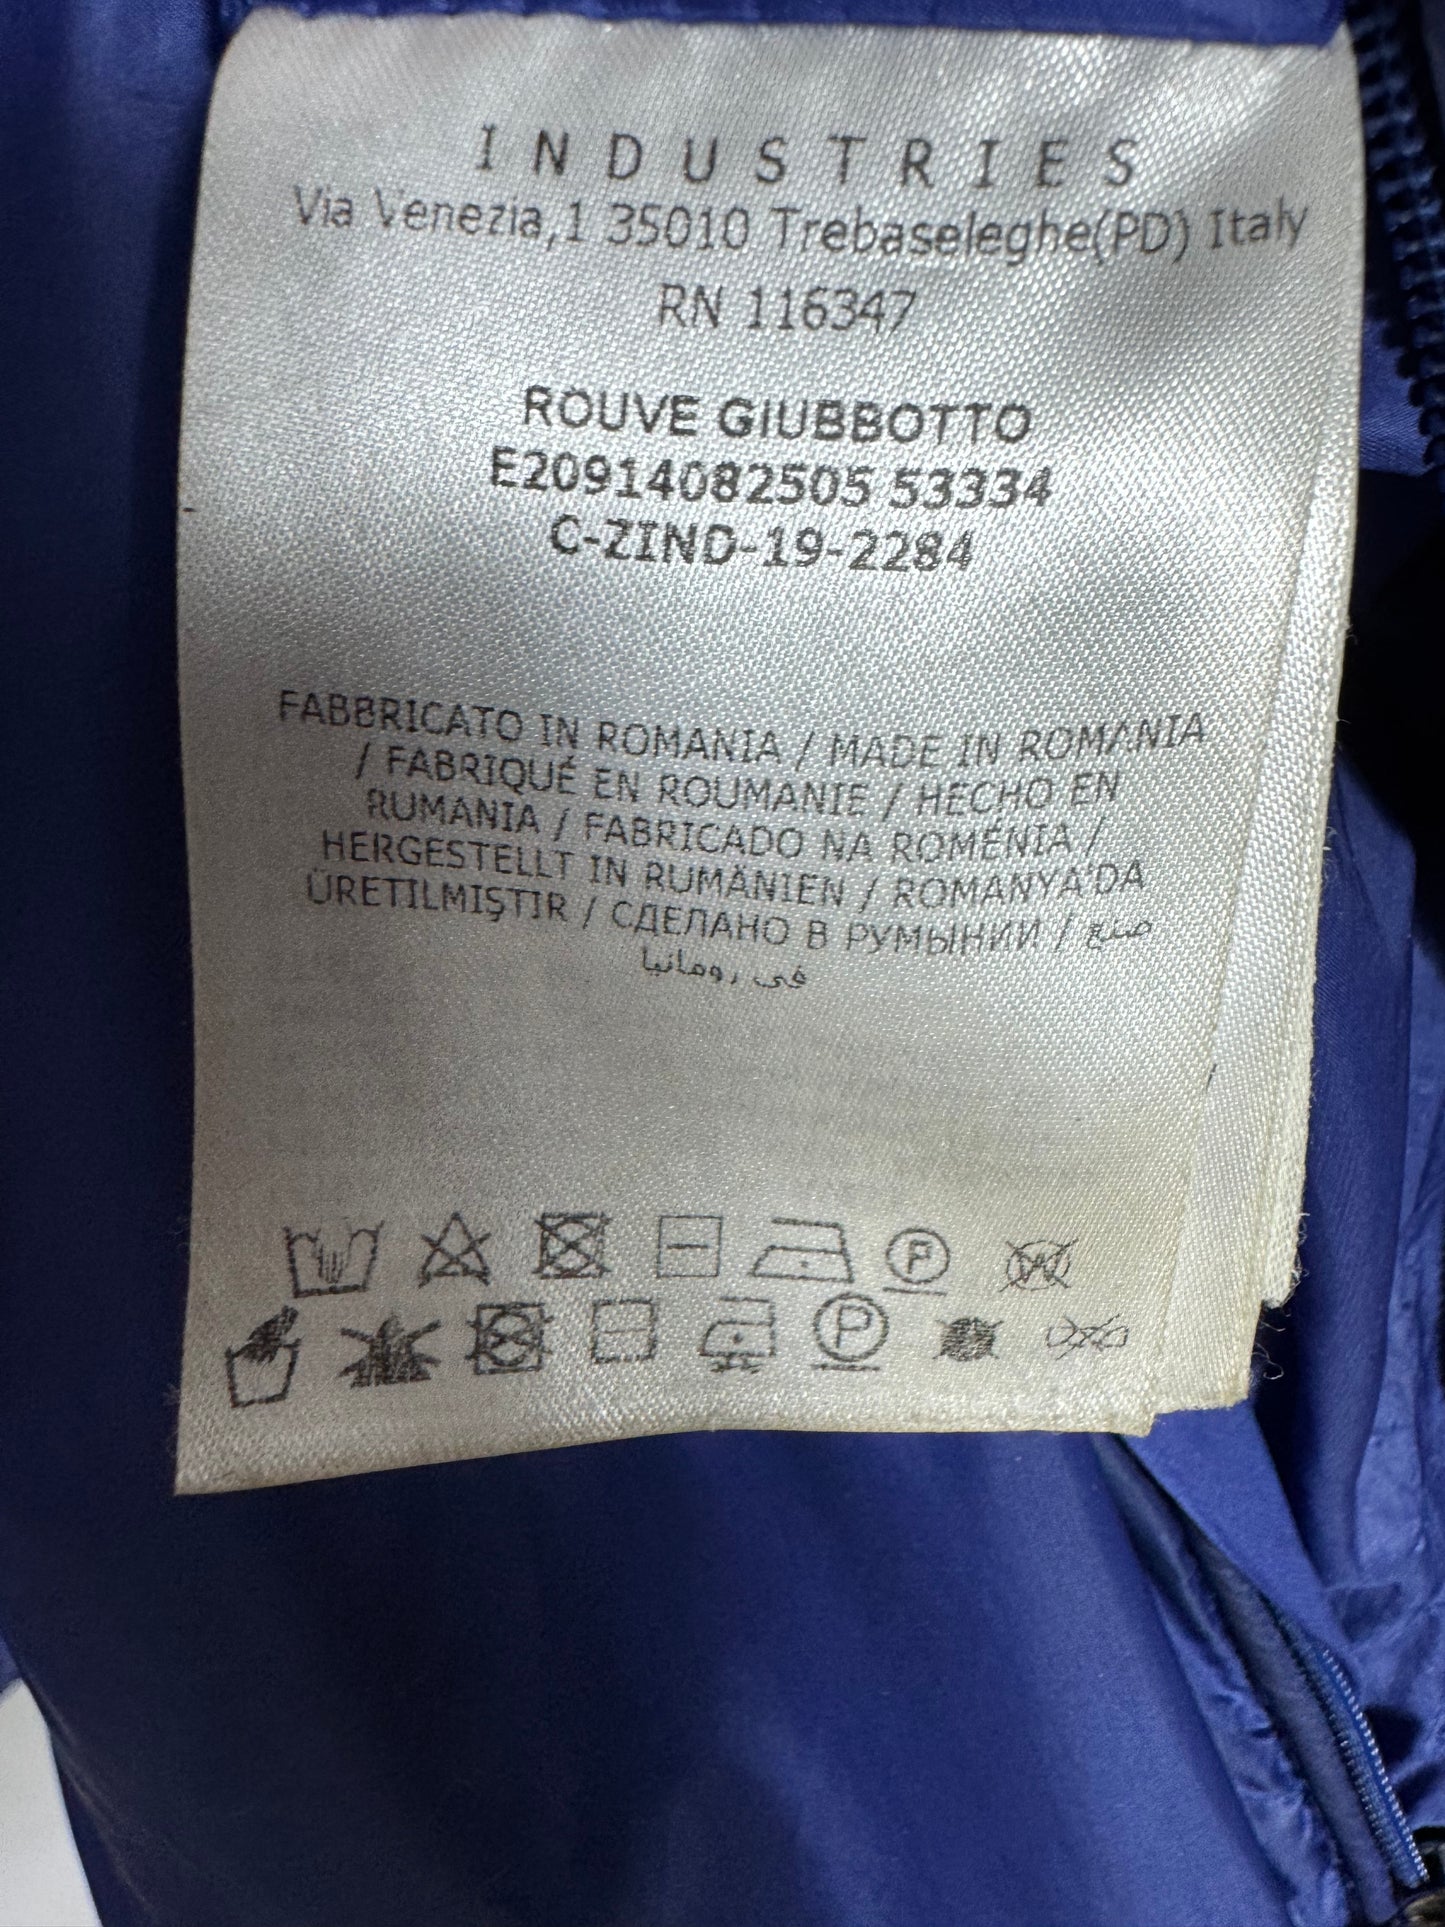 INDUSTRIES
Via Venezia,1 35010 Trebaseleghe(PD) Italy
RN 116347
ROUVE GIUBBOTTO
E20914082505 53334
C-ZIND-19-2284
FABBRICATO IN ROMANIA / MADE IN ROMANIA
/ FABRIQUÉ EN ROUMANIE / HECHO EN
RUMANIA / FABRICADO NA ROMÉNIA /
HERGESTELLT IN RUMÄNIEN / ROMANYA'DA
ÜRETILMIŞTIR / СДЕЛАНО В РУМЫНИИ / صنع
في رومانيا
P W
P